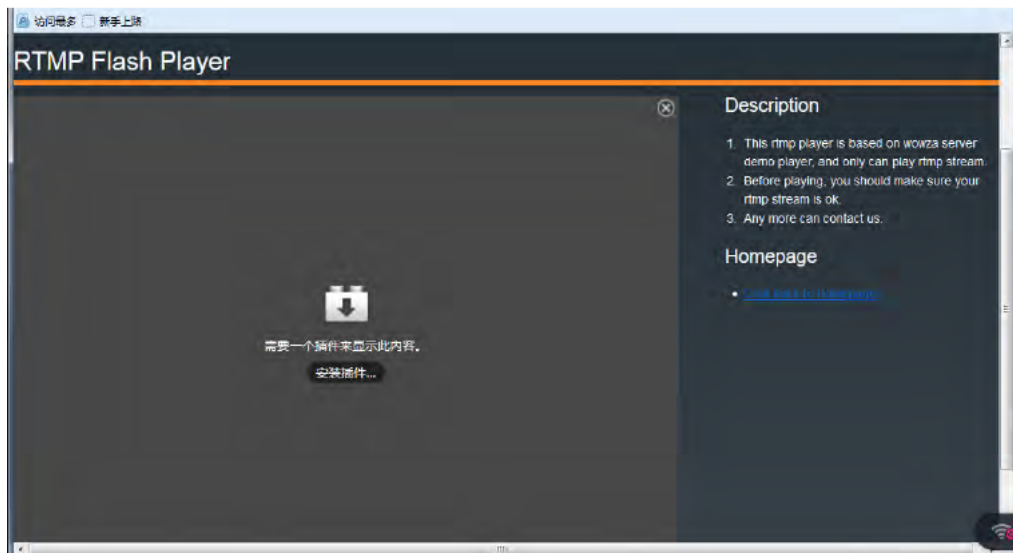 访问最多 新手上路
RTMP Flash Player
需要一个插件来显示此内容。
安装插件...
Description
1. This rtmp player is based on wowza server
demo player, and only can play rtmp stream.
2. Before playing, you should make sure your
rtmp stream is ok.
3. Any more can contact us.
Homepage